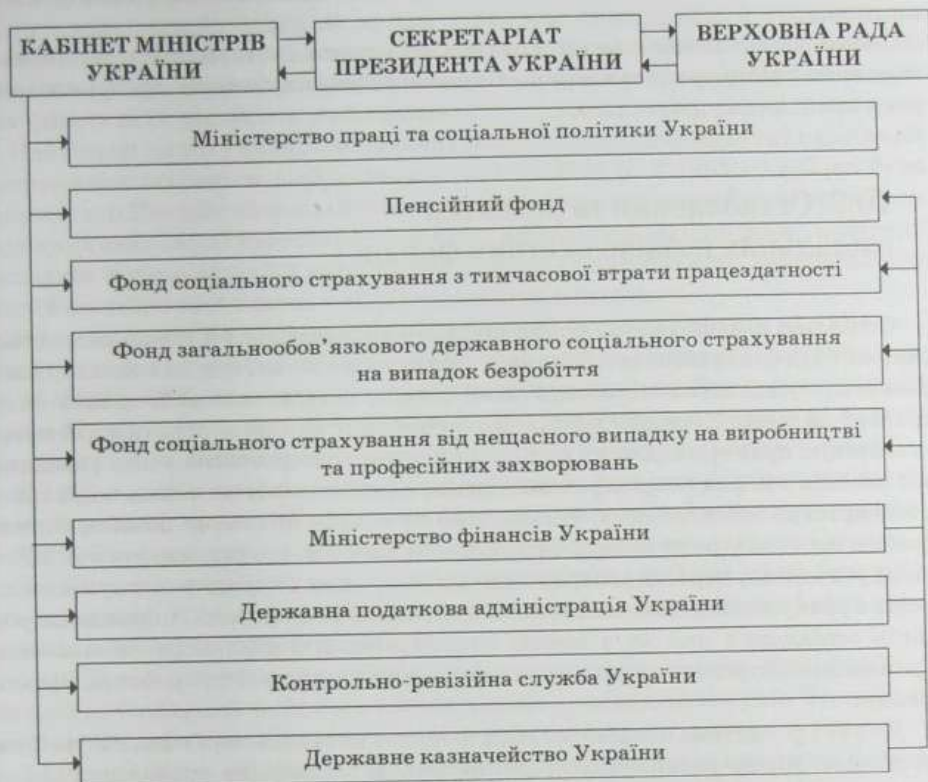 КАБІНЕТ МІНІСТРІВ
УКРАЇНИ
СЕКРЕТАРІАТ
ПРЕЗИДЕНТА УКРАЇНИ
ВЕРХОВНА РАДА
УКРАЇНИ
Міністерство праці та соціальної політики України
Пенсійний фонд
Фонд соціального страхування з тимчасової втрати працездатності
Фонд загальнообов’язкового державного соціального страхування
на випадок безробіття
Фонд соціального страхування від нещасного випадку на виробництві
та професійних захворювань
Міністерство фінансів України
Державна податкова адміністрація України
Контрольно-ревізійна служба України
Державне казначейство України